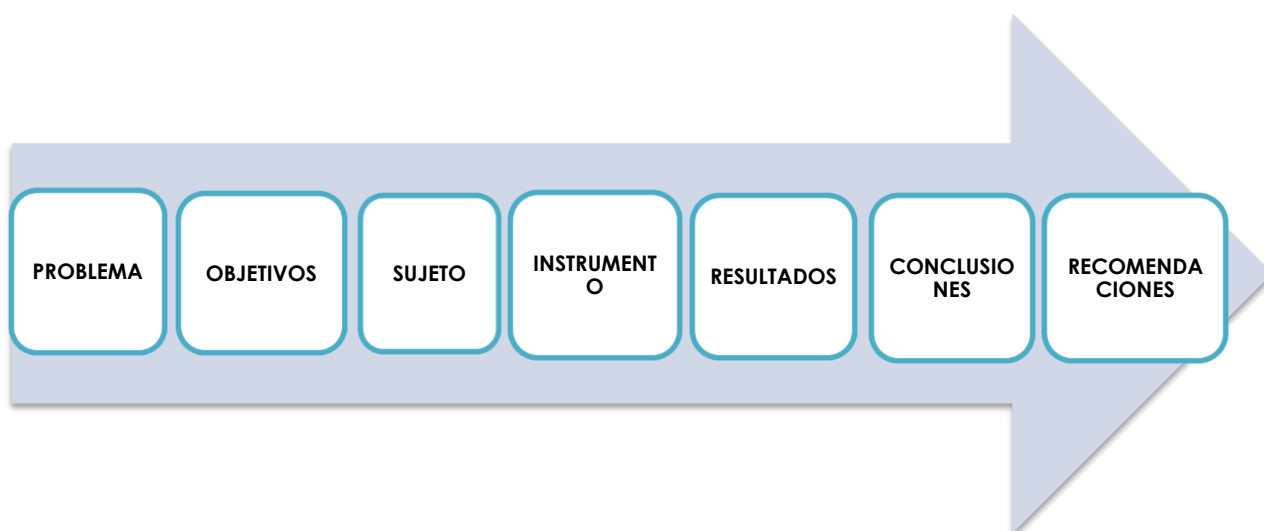 PROBLEMA
OBJETIVOS
SUJETO
INSTRUMENT
O
RESULTADOS
CONCLUSIO
NES
RECOMENDA
CIONES